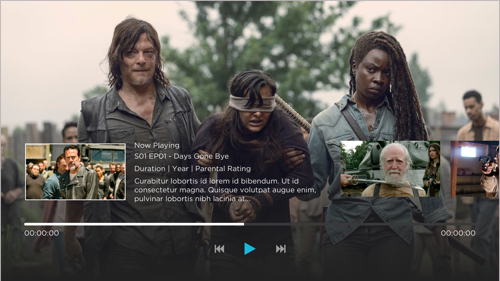 Now Playing
S01 EP01 - Days Gone Bye
Duration | Year | Parental Rating
Curabitur lobortis id lorem id bibendum. Ut id
consectetur magna. Quisque volutpat augue enim,
pulvinar lobortis nibh lacinia at...
00:00:00
00:00:00